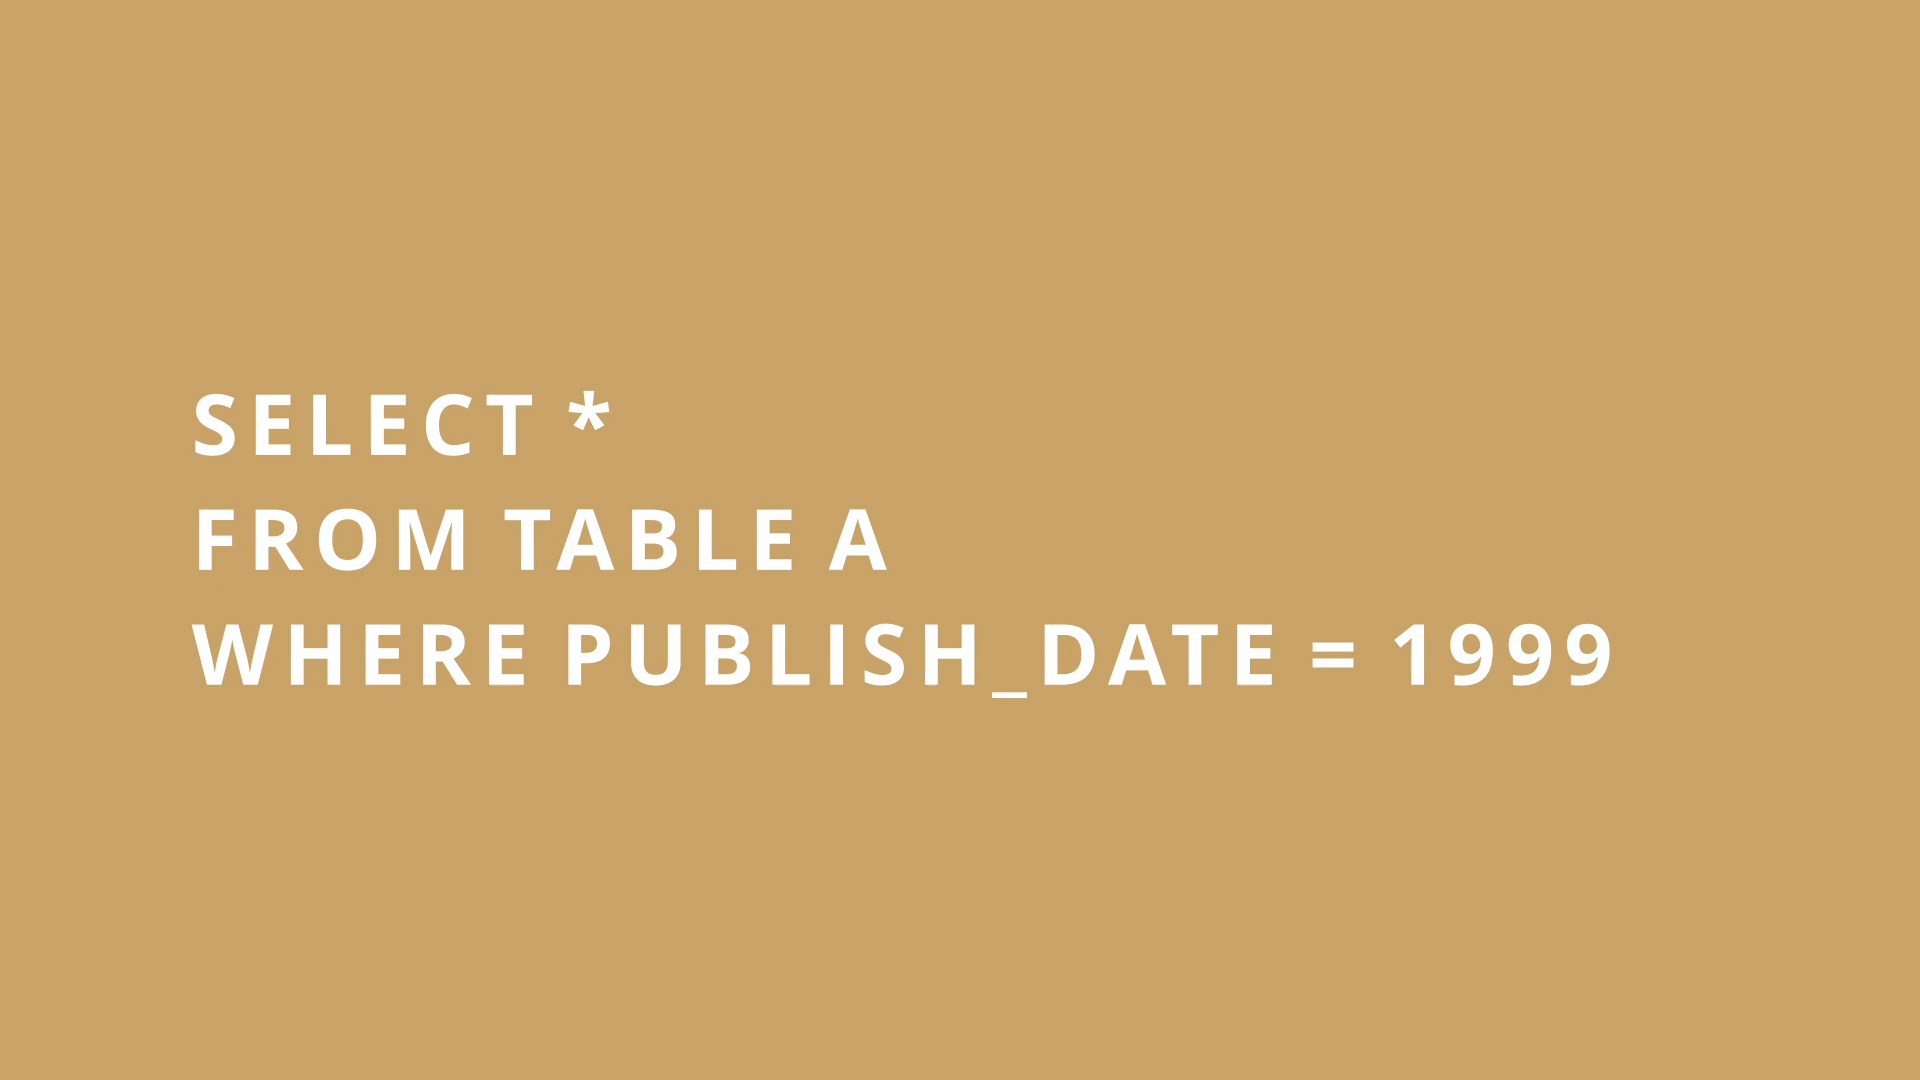 SELECT *
FROM TABLE A
WHERE PUBLISH_DATE = 1999